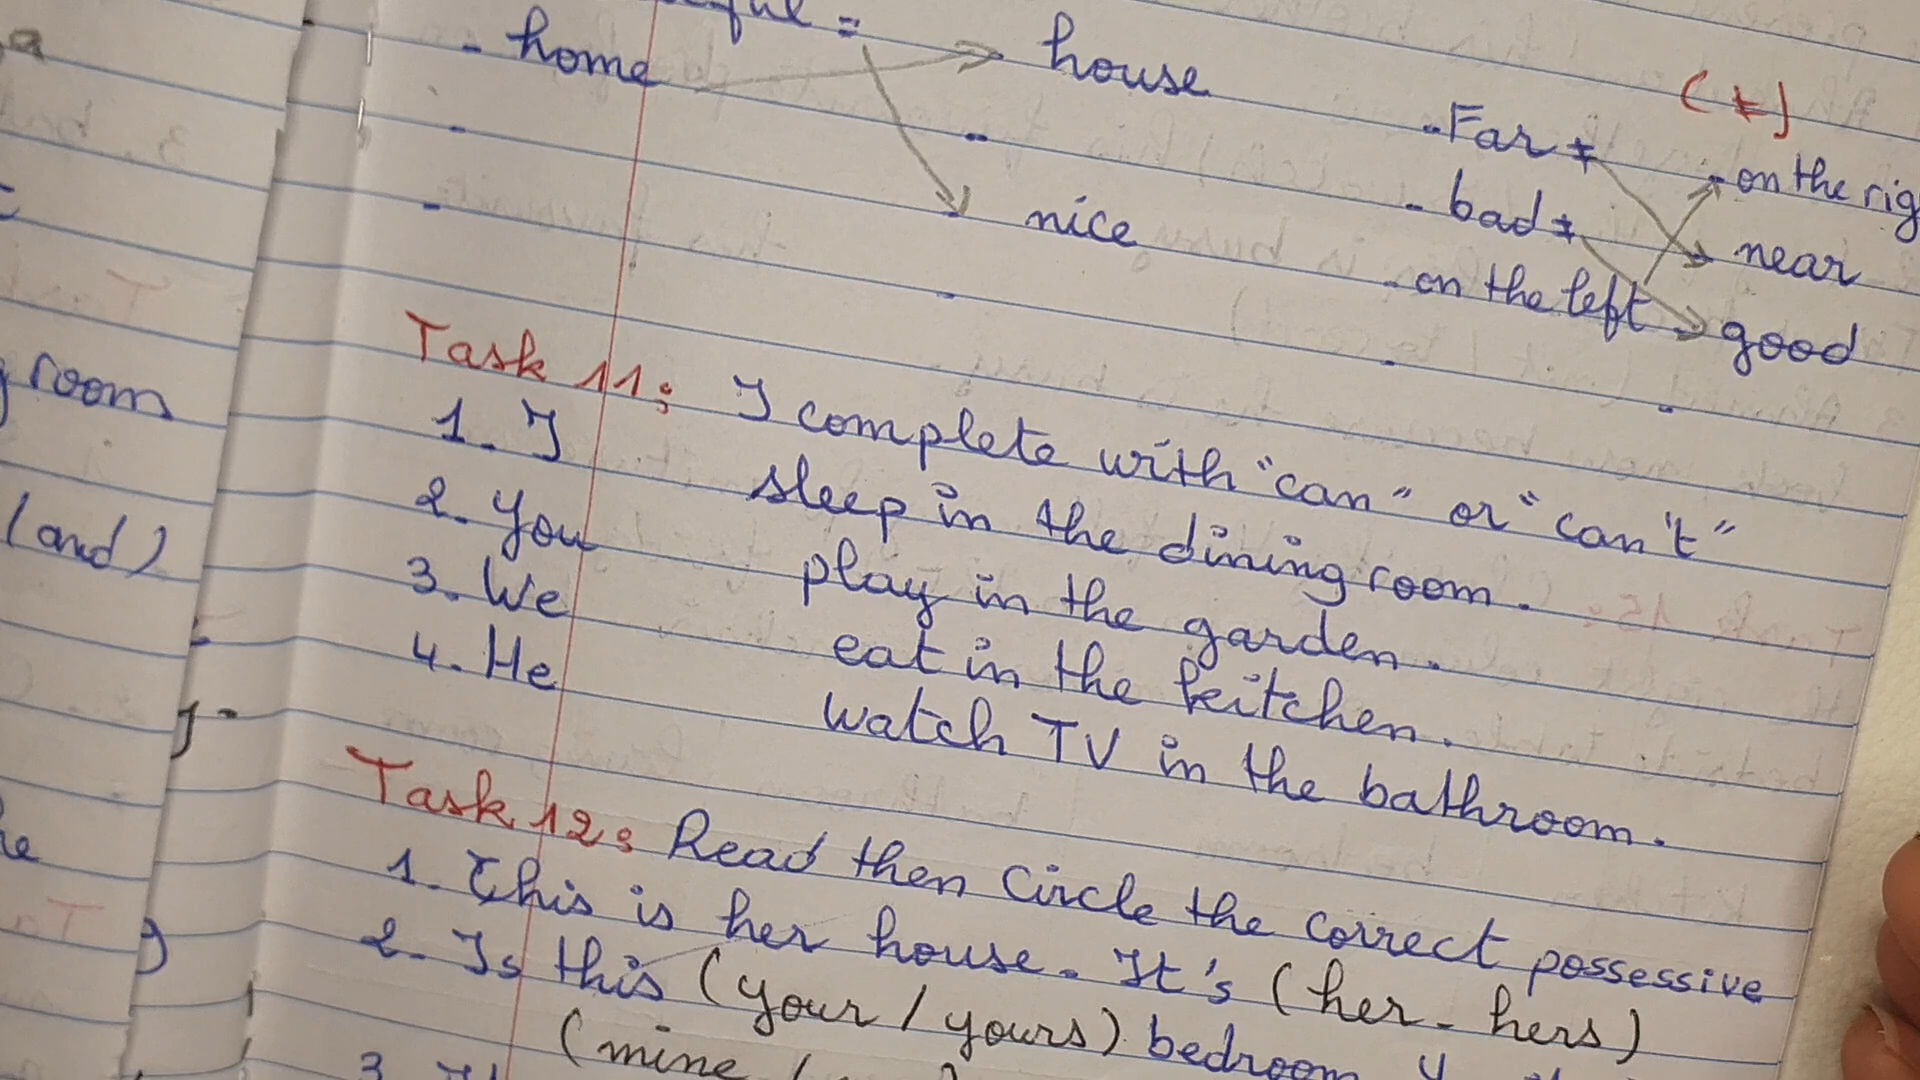 - home
house
nice
(≠)
- Far ≠
- on the
- bad ≠
near
- on the left
- good
Task 11: I complete with "can" or "can't"
1. I sleep in the dining room.
2. You play in the garden.
3. We eat in the kitchen.
4. He watch TV in the bathroom.
Task 12: Read then circle the correct possessive
1. This is her house. It's (her - hers)
2. Is this (your / yours) bedroom
(mine /
3.
room
(and)